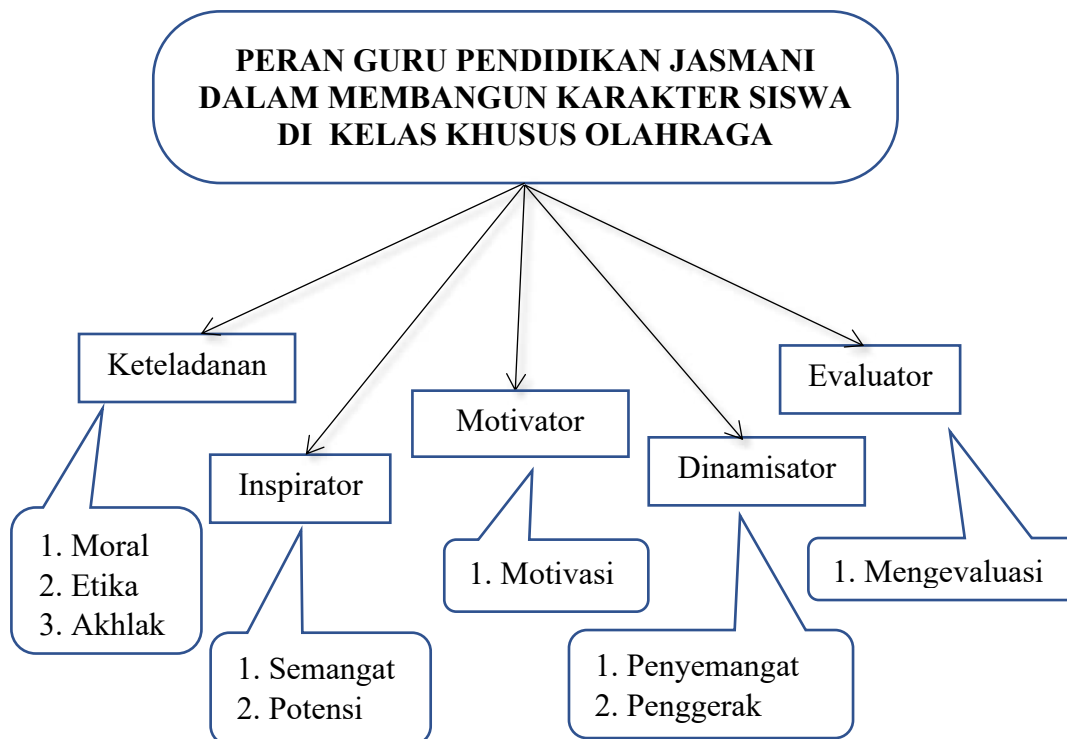 PERAN GURU PENDIDIKAN JASMANI
DALAM MEMBANGUN KARAKTER SISWA
DI KELAS KHUSUS OLAHRAGA
Keteladanan
Inspirator
Motivator
Dinamisator
Evaluator
1. Moral
2. Etika
3. Akhlak
1. Semangat
2. Potensi
1. Motivasi
1. Penyemangat
2. Penggerak
1. Mengevaluasi